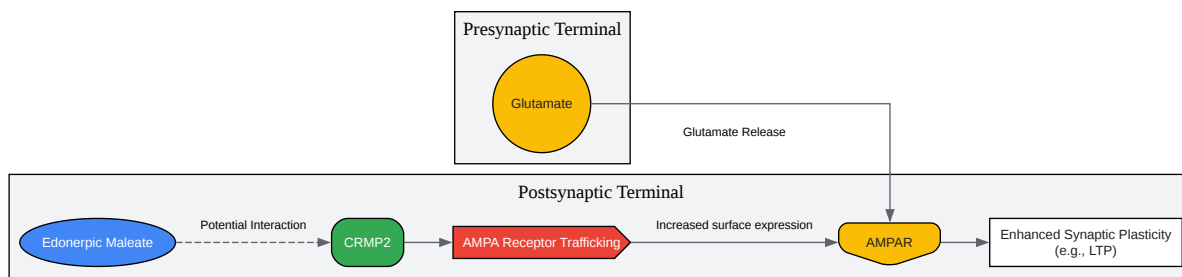 Presynaptic Terminal
Glutamate
Glutamate Release
Postsynaptic Terminal
Edonerpic Maleate
Potential Interaction
CRMP2
AMPA Receptor Trafficking
Increased surface expression
AMPAR
Enhanced Synaptic Plasticity
(e.g., LTP)